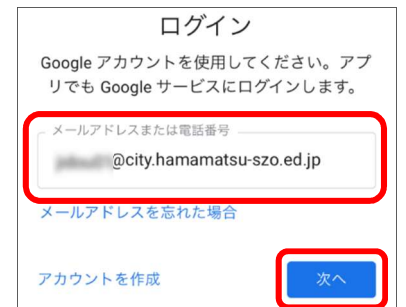 ログイン
Google アカウントを使用してください。アプ
リでも Google サービスにログインします。
メールアドレスまたは電話番号
@city.hamamatsu-szo.ed.jp
メールアドレスを忘れた場合
アカウントを作成
次へ